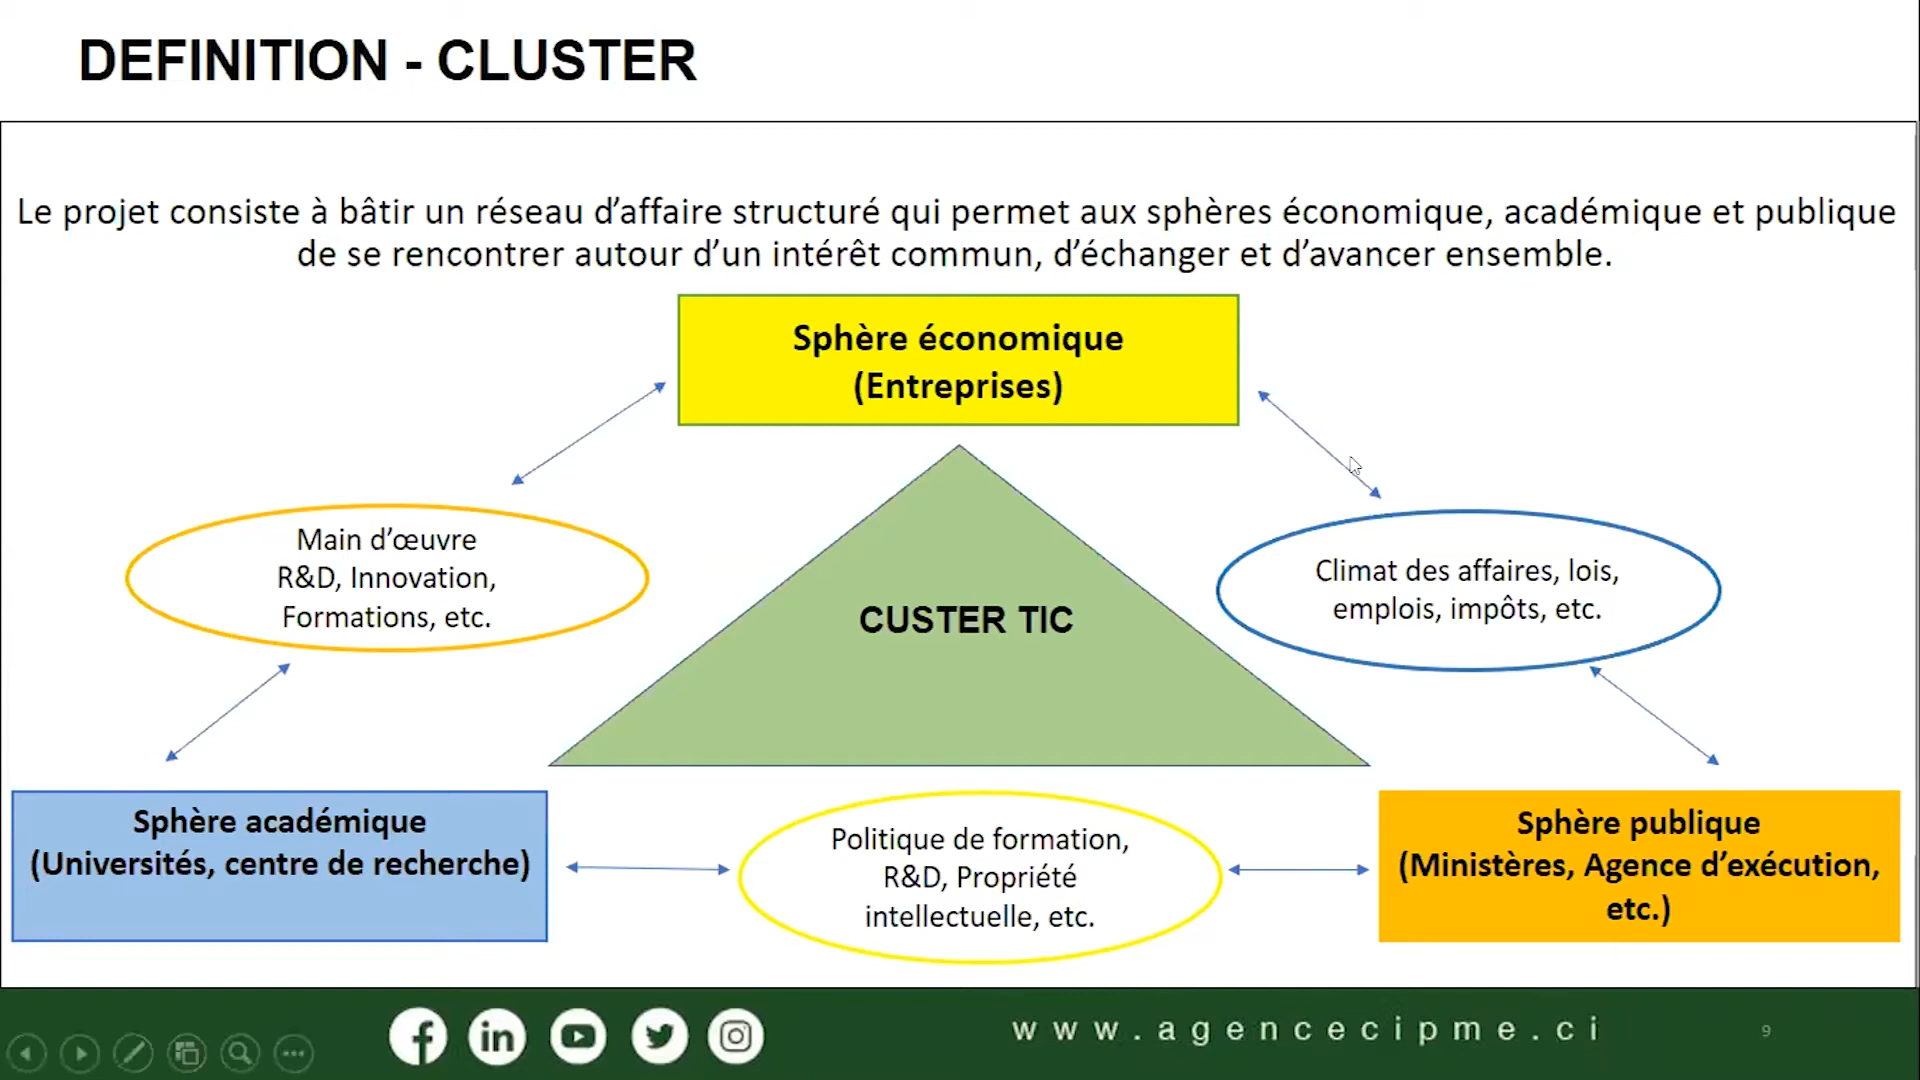 DEFINITION - CLUSTER
Le projet consiste à bâtir un réseau d’affaire structuré qui permet aux sphères économique, académique et publique
de se rencontrer autour d’un intérêt commun, d’échanger et d’avancer ensemble.
Sphère économique
(Entreprises)
Main d’œuvre
R&D, Innovation,
Formations, etc.
Climat des affaires, lois,
emplois, impôts, etc.
CUSTER TIC
Sphère académique
(Universités, centre de recherche)
Politique de formation,
R&D, Propriété
intellectuelle, etc.
Sphère publique
(Ministères, Agence d’exécution,
etc.)
www.agencecipme.ci
9